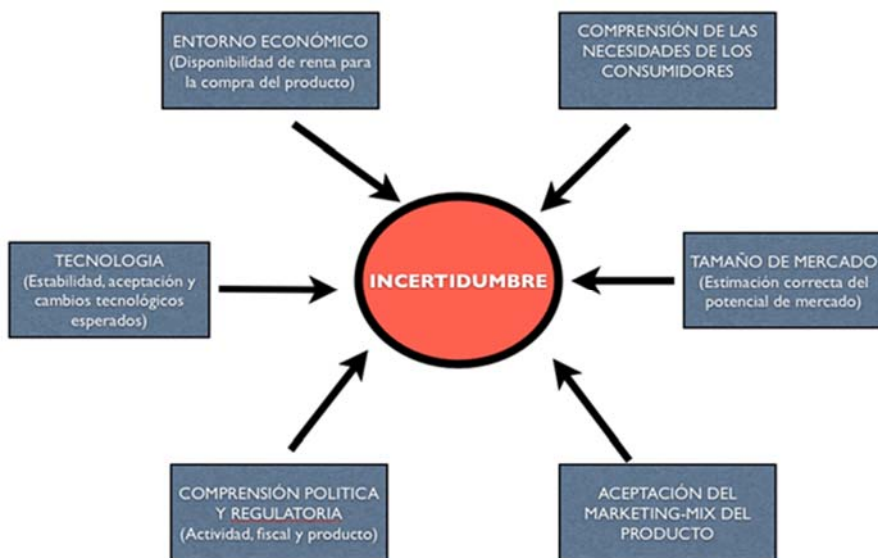 ENTORNO ECONÓMICO
(Disponibilidad de renta para
la compra del producto)
COMPRENSIÓN DE LAS
NECESIDADES DE LOS
CONSUMIDORES
TECNOLOGIA
(Estabilidad, aceptación y
cambios tecnológicos
esperados)
INCERTIDUMBRE
TAMAÑO DE MERCADO
(Estimación correcta del
potencial de mercado)
COMPRENSIÓN POLITICA
Y REGULATORIA
(Actividad, fiscal y producto)
ACEPTACIÓN DEL
MARKETING-MIX DEL
PRODUCTO